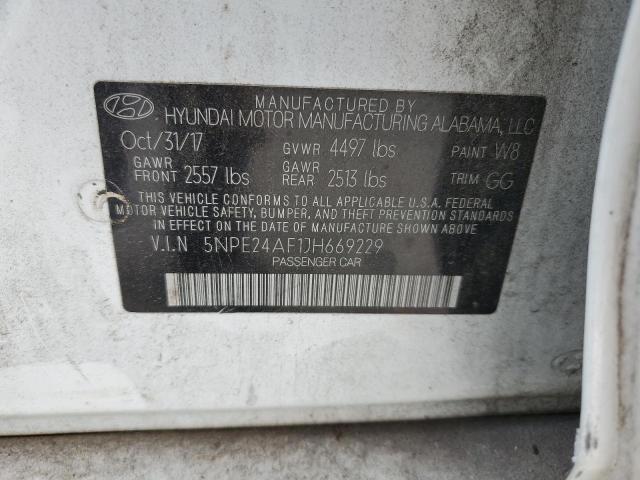 MANUFACTURED BY
HYUNDAI MOTOR MANUFACTURING ALABAMA, LLC
Oct/31/17 GVWR 4497 lbs PAINT W8
GAWR FRONT 2557 lbs GAWR REAR 2513 lbs TRIM GG
THIS VEHICLE CONFORMS TO ALL APPLICABLE U.S.A. FEDERAL
MOTOR VEHICLE SAFETY, BUMPER, AND THEFT PREVENTION STANDARDS
IN EFFECT ON THE DATE OF MANUFACTURE SHOWN ABOVE.
V.I.N 5NPE24AF1JH669229
PASSENGER CAR